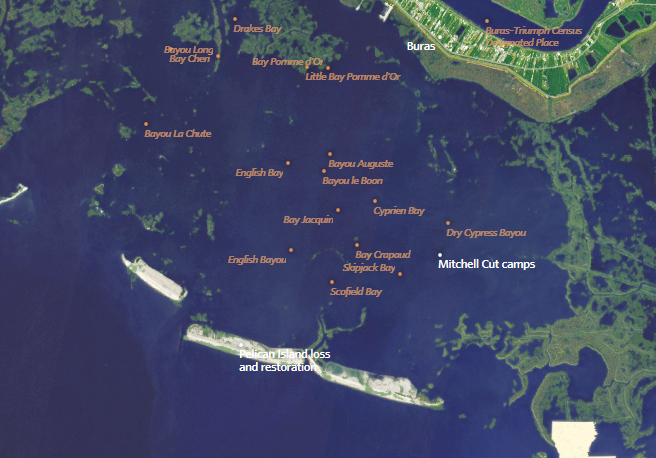 Drakes Bay
Buras-Triumph Census
Designated Place
Buras
Bayou Long
Bay Chen
Bay Pomme d'Or
Little Bay Pomme d'Or
Bayou La Chute
Bayou Auguste
English Bay
Bayou le Boon
Cyprien Bay
Bay Jacquin
Dry Cypress Bayou
Bay Crapaud
English Bayou
Skipjack Bay
Mitchell Cut camps
Scofield Bay
Pelican Island loss
and restoration